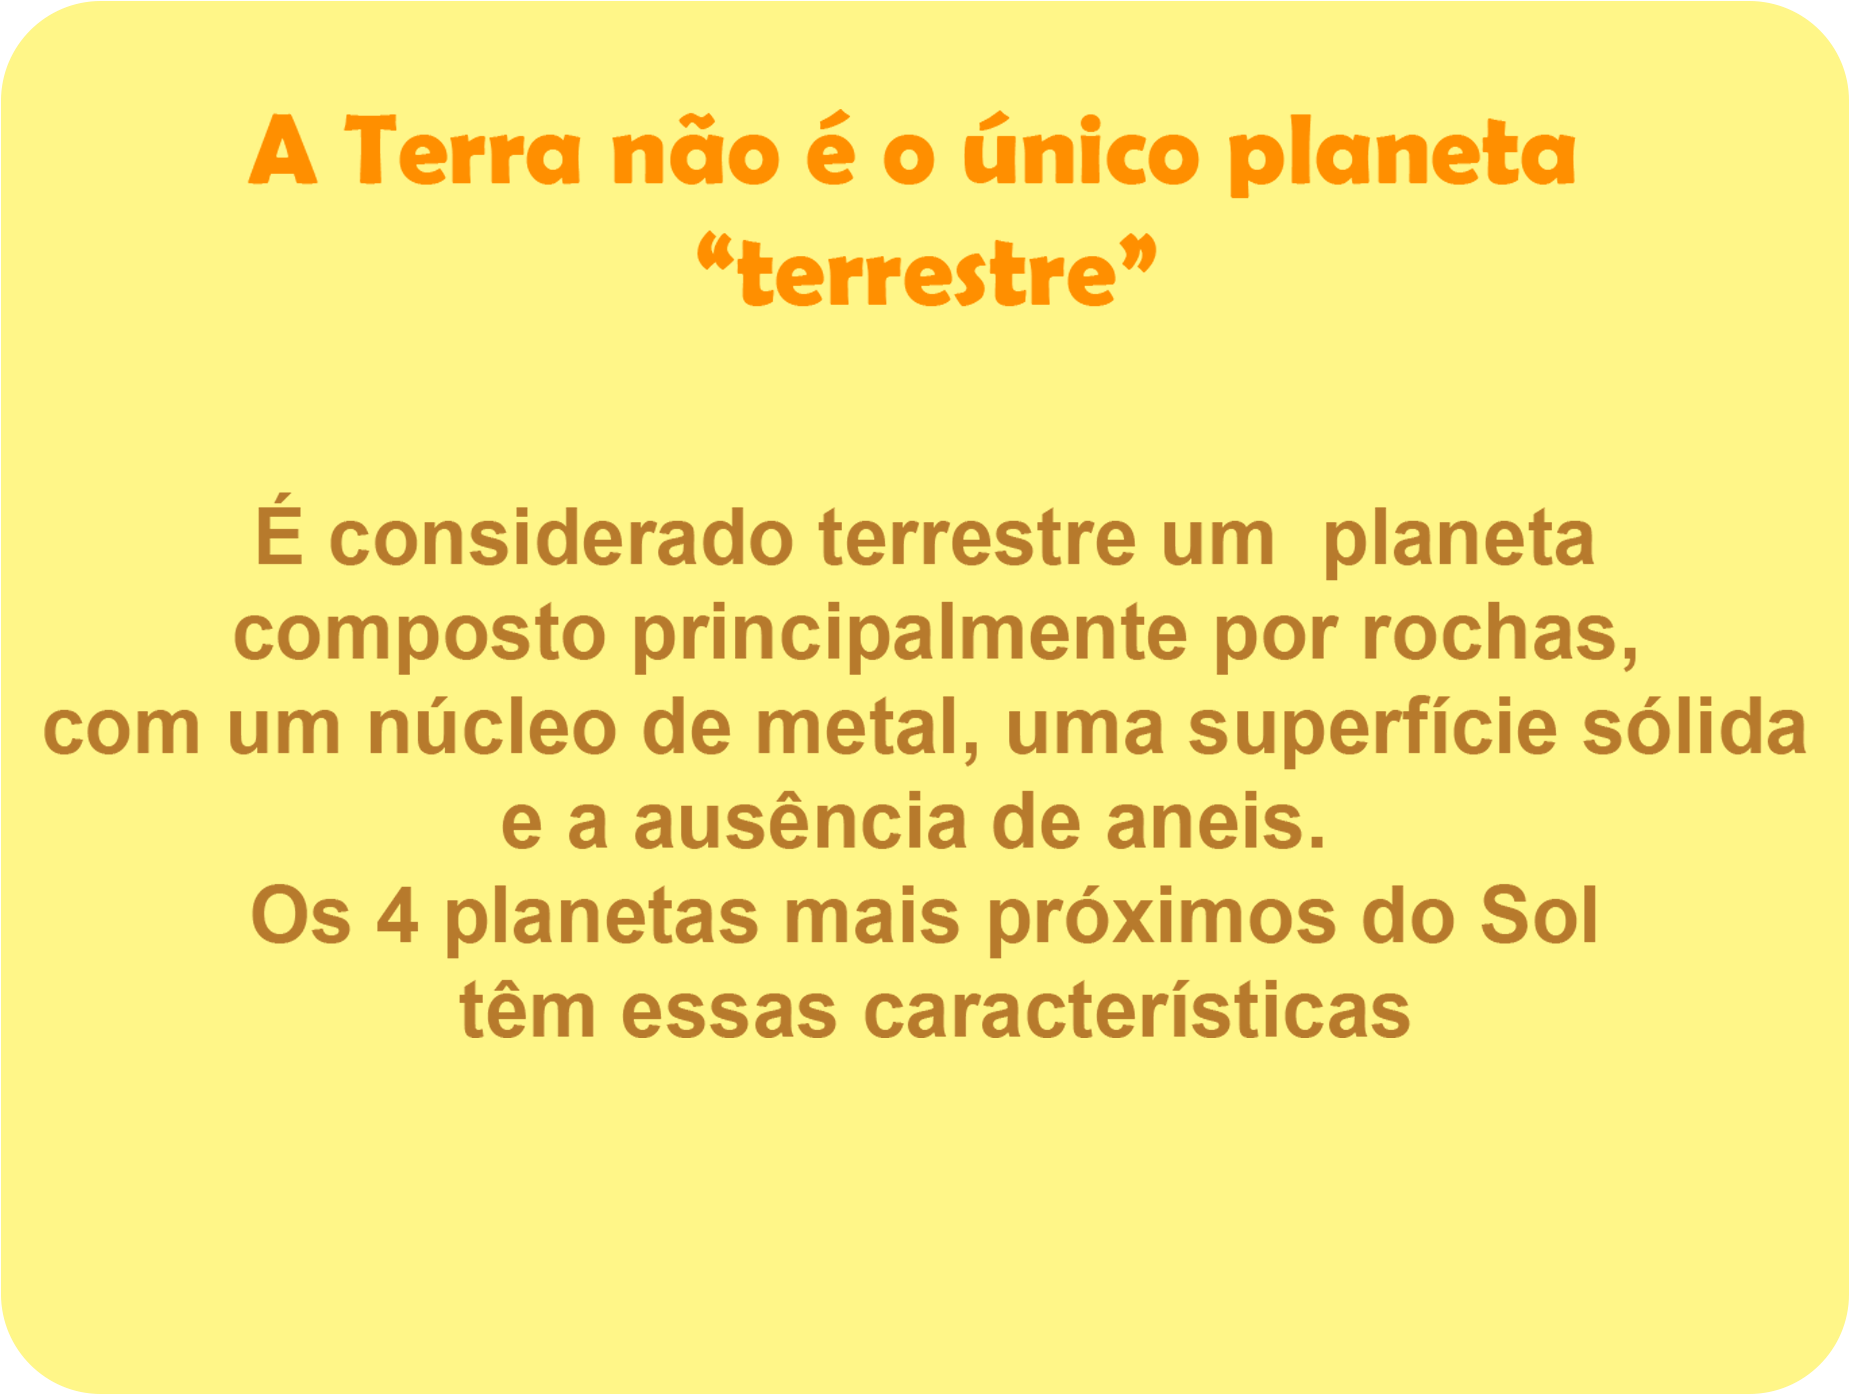 A Terra não é o único planeta
“terrestre”
É considerado terrestre um  planeta
composto principalmente por rochas,
com um núcleo de metal, uma superfície sólida
e a ausência de aneis.
Os 4 planetas mais próximos do Sol
têm essas características